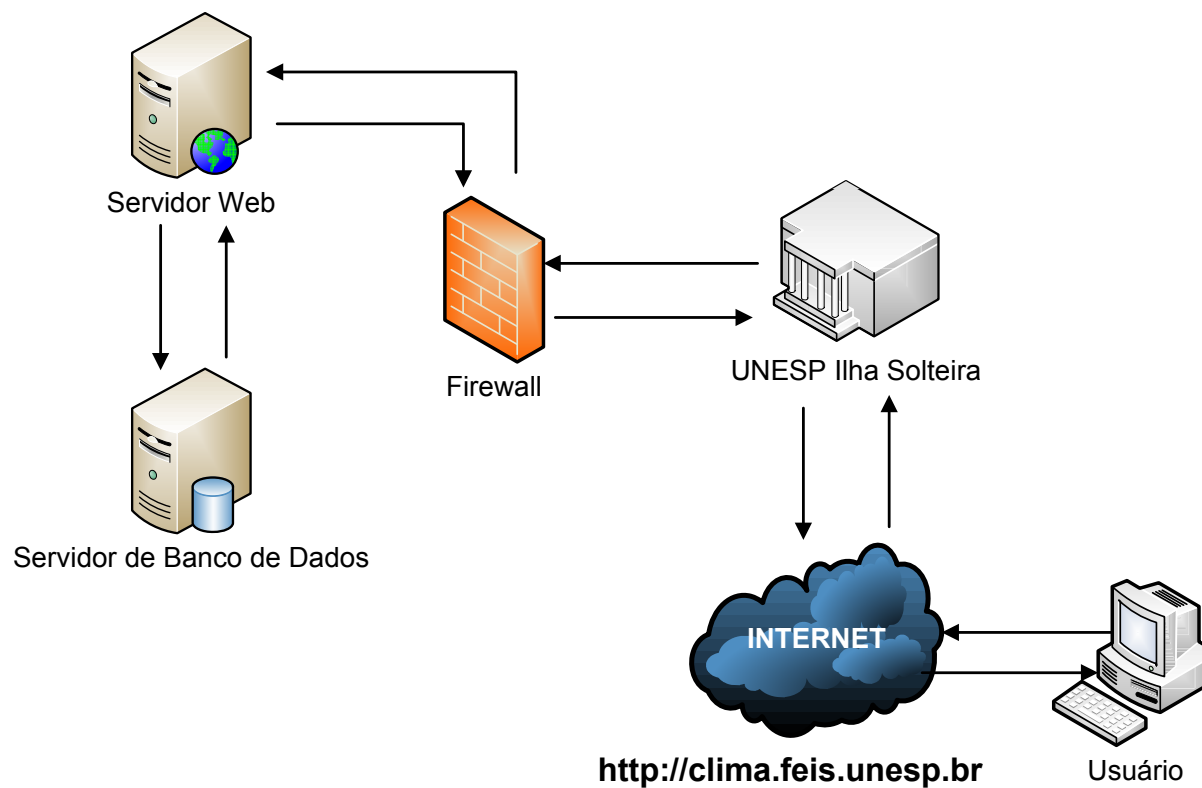 Servidor Web
Firewall
UNESP Ilha Solteira
Servidor de Banco de Dados
INTERNET
http://clima.feis.unesp.br
Usuário